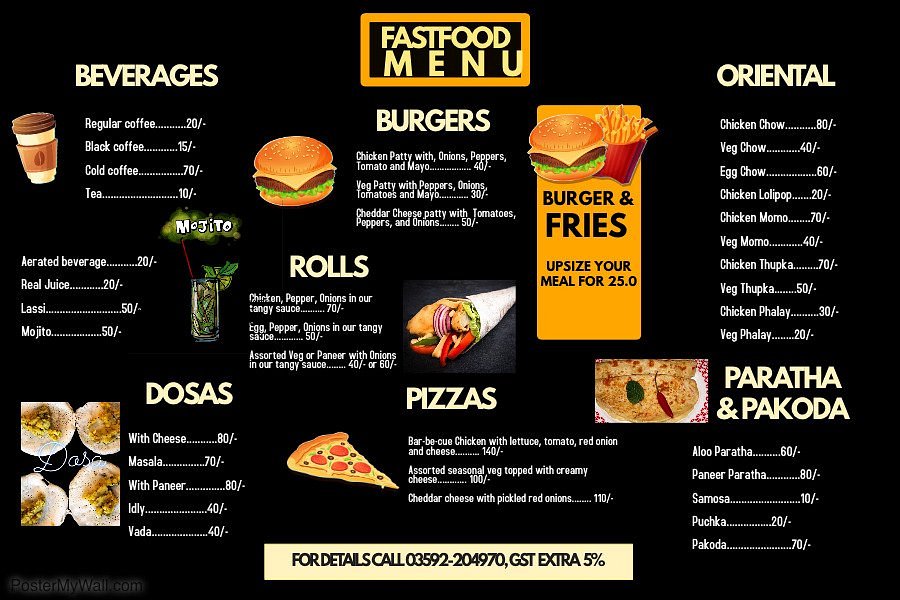 FASTFOOD
MENU
BEVERAGES
Regular coffee...........20/-
Black coffee............15/-
Cold coffee................70/-
Tea...........................10/-
Mojito
Aerated beverage...........20/-
Real Juice............20/-
Lassi...........................50/-
Mojito..................50/-
BURGERS
Chicken Patty with, Onions, Peppers,
Tomato and Mayo................. 40/-
Veg Patty with Peppers, Onions,
Tomatoes and Mayo............ 30/-
Cheddar Cheese patty with Tomatoes,
Peppers, and Onions........ 50/-
BURGER &
FRIES
UPSIZE YOUR
MEAL FOR 25.0
ORIENTAL
Chicken Chow...........80/-
Veg Chow............40/-
Egg Chow..................60/-
Chicken Lolipop.......20/-
Chicken Momo........70/-
Veg Momo............40/-
Chicken Thupka.........70/-
Veg Thupka........50/-
Chicken Phalay..........30/-
Veg Phalay........20/-
ROLLS
Chicken, Pepper, Onions in our
tangy sauce.......... 70/-
Egg, Pepper, Onions in our tangy
sauce............ 50/-
Assorted Veg or Paneer with Onions
in our tangy sauce........ 40/- or 60/-
DOSAS
Dosa
With Cheese...........80/-
Masala...............70/-
With Paneer..............80/-
Idly......................40/-
Vada....................40/-
PIZZAS
Bar-be-cue Chicken with lettuce, tomato, red onion
and cheese.......... 140/-
Assorted seasonal veg topped with creamy
cheese............ 100/-
Cheddar cheese with pickled red onions........ 110/-
PARATHA
& PAKODA
Aloo Paratha..........60/-
Paneer Paratha............80/-
Samosa.........................10/-
Puchka................20/-
Pakoda.......................70/-
FOR DETAILS CALL 03592-204970, GST EXTRA 5%
PosterMyWall.com